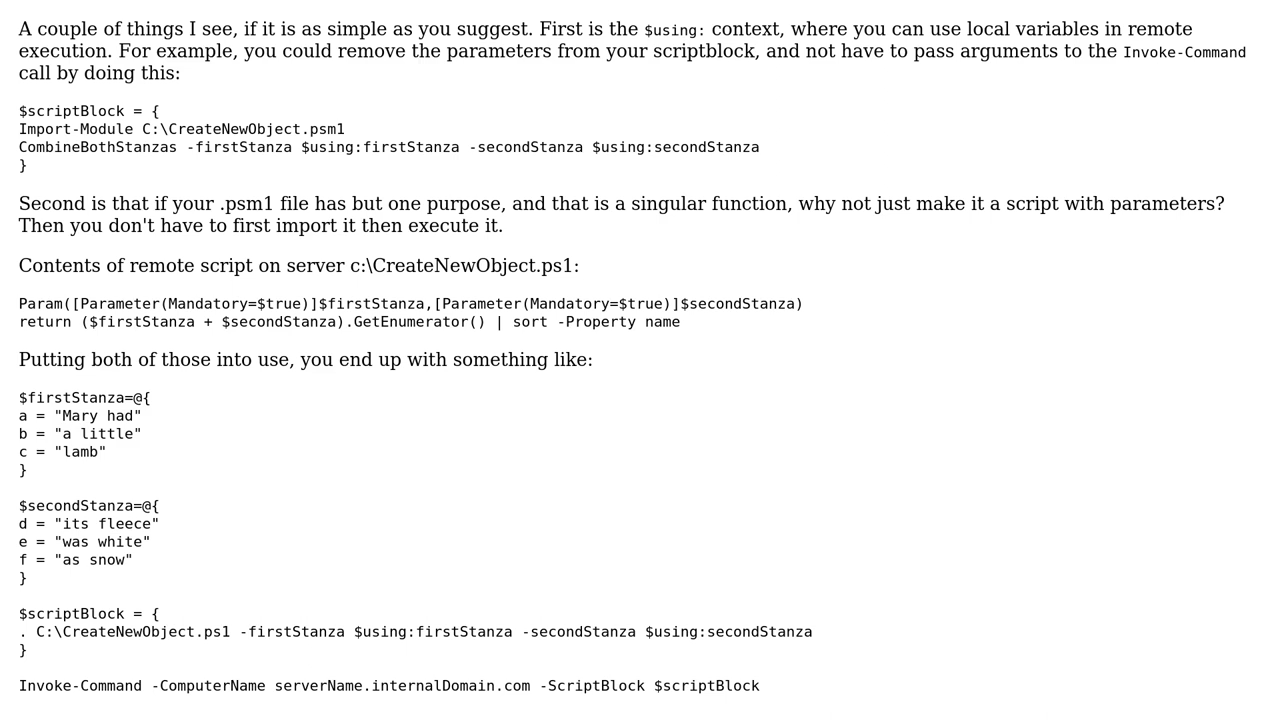 A couple of things I see, if it is as simple as you suggest. First is the $using: context, where you can use local variables in remote
execution. For example, you could remove the parameters from your scriptblock, and not have to pass arguments to the Invoke-Command
call by doing this:
$scriptBlock = {
Import-Module C:\CreateNewObject.psm1
CombineBothStanzas -firstStanza $using:firstStanza -secondStanza $using:secondStanza
}
Second is that if your .psm1 file has but one purpose, and that is a singular function, why not just make it a script with parameters?
Then you don't have to first import it then execute it.
Contents of remote script on server c:\CreateNewObject.ps1:
Param([Parameter(Mandatory=$true)]$firstStanza,[Parameter(Mandatory=$true)]$secondStanza)
return ($firstStanza + $secondStanza).GetEnumerator() | sort -Property name
Putting both of those into use, you end up with something like:
$firstStanza=@{
a = "Mary had"
b = "a little"
c = "lamb"
}
$secondStanza=@{
d = "its fleece"
e = "was white"
f = "as snow"
}
$scriptBlock = {
. C:\CreateNewObject.ps1 -firstStanza $using:firstStanza -secondStanza $using:secondStanza
}
Invoke-Command -ComputerName serverName.internalDomain.com -ScriptBlock $scriptBlock